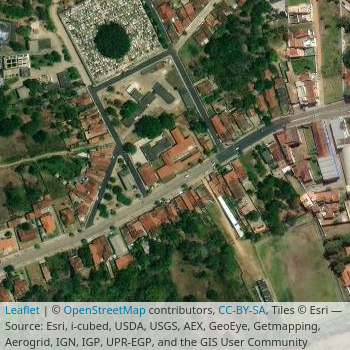 Leaflet | © OpenStreetMap contributors, CC-BY-SA, Tiles © Esri —
Source: Esri, i-cubed, USDA, USGS, AEX, GeoEye, Getmapping,
Aerogrid, IGN, IGP, UPR-EGP, and the GIS User Community